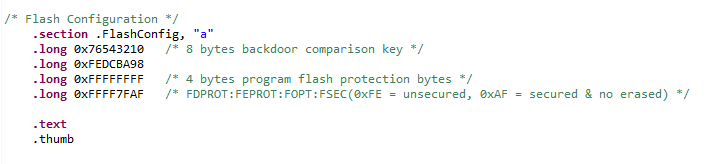 /* Flash Configuration */
.section .FlashConfig, "a"
.long 0x76543210 /* 8 bytes backdoor comparison key */
.long 0xFEDCBA98
.long 0xFFFFFFFF /* 4 bytes program flash protection bytes */
.long 0xFFFF7FAF /* FDPROT:FEPROT:FOPT:FSEC(0xFE = unsecured, 0xAF = secured & no erased) */
.text
.thumb